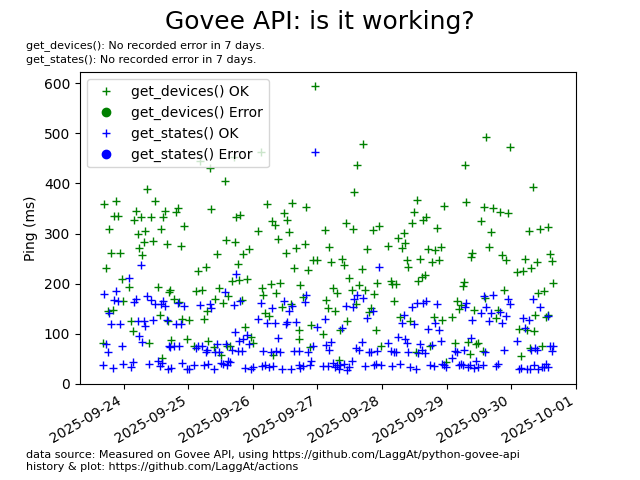 Govee API: is it working?
get_devices(): No recorded error in 7 days.
get_states(): No recorded error in 7 days.
600
500
400
300
200
100
0
Ping (ms)
get_devices() OK
get_devices() Error
get_states() OK
get_states() Error
2025-09-24
2025-09-25
2025-09-26
2025-09-27
2025-09-28
2025-09-29
2025-09-30
2025-10-01
data source: Measured on Govee API, using https://github.com/LaggAt/python-govee-api
history & plot: https://github.com/LaggAt/actions